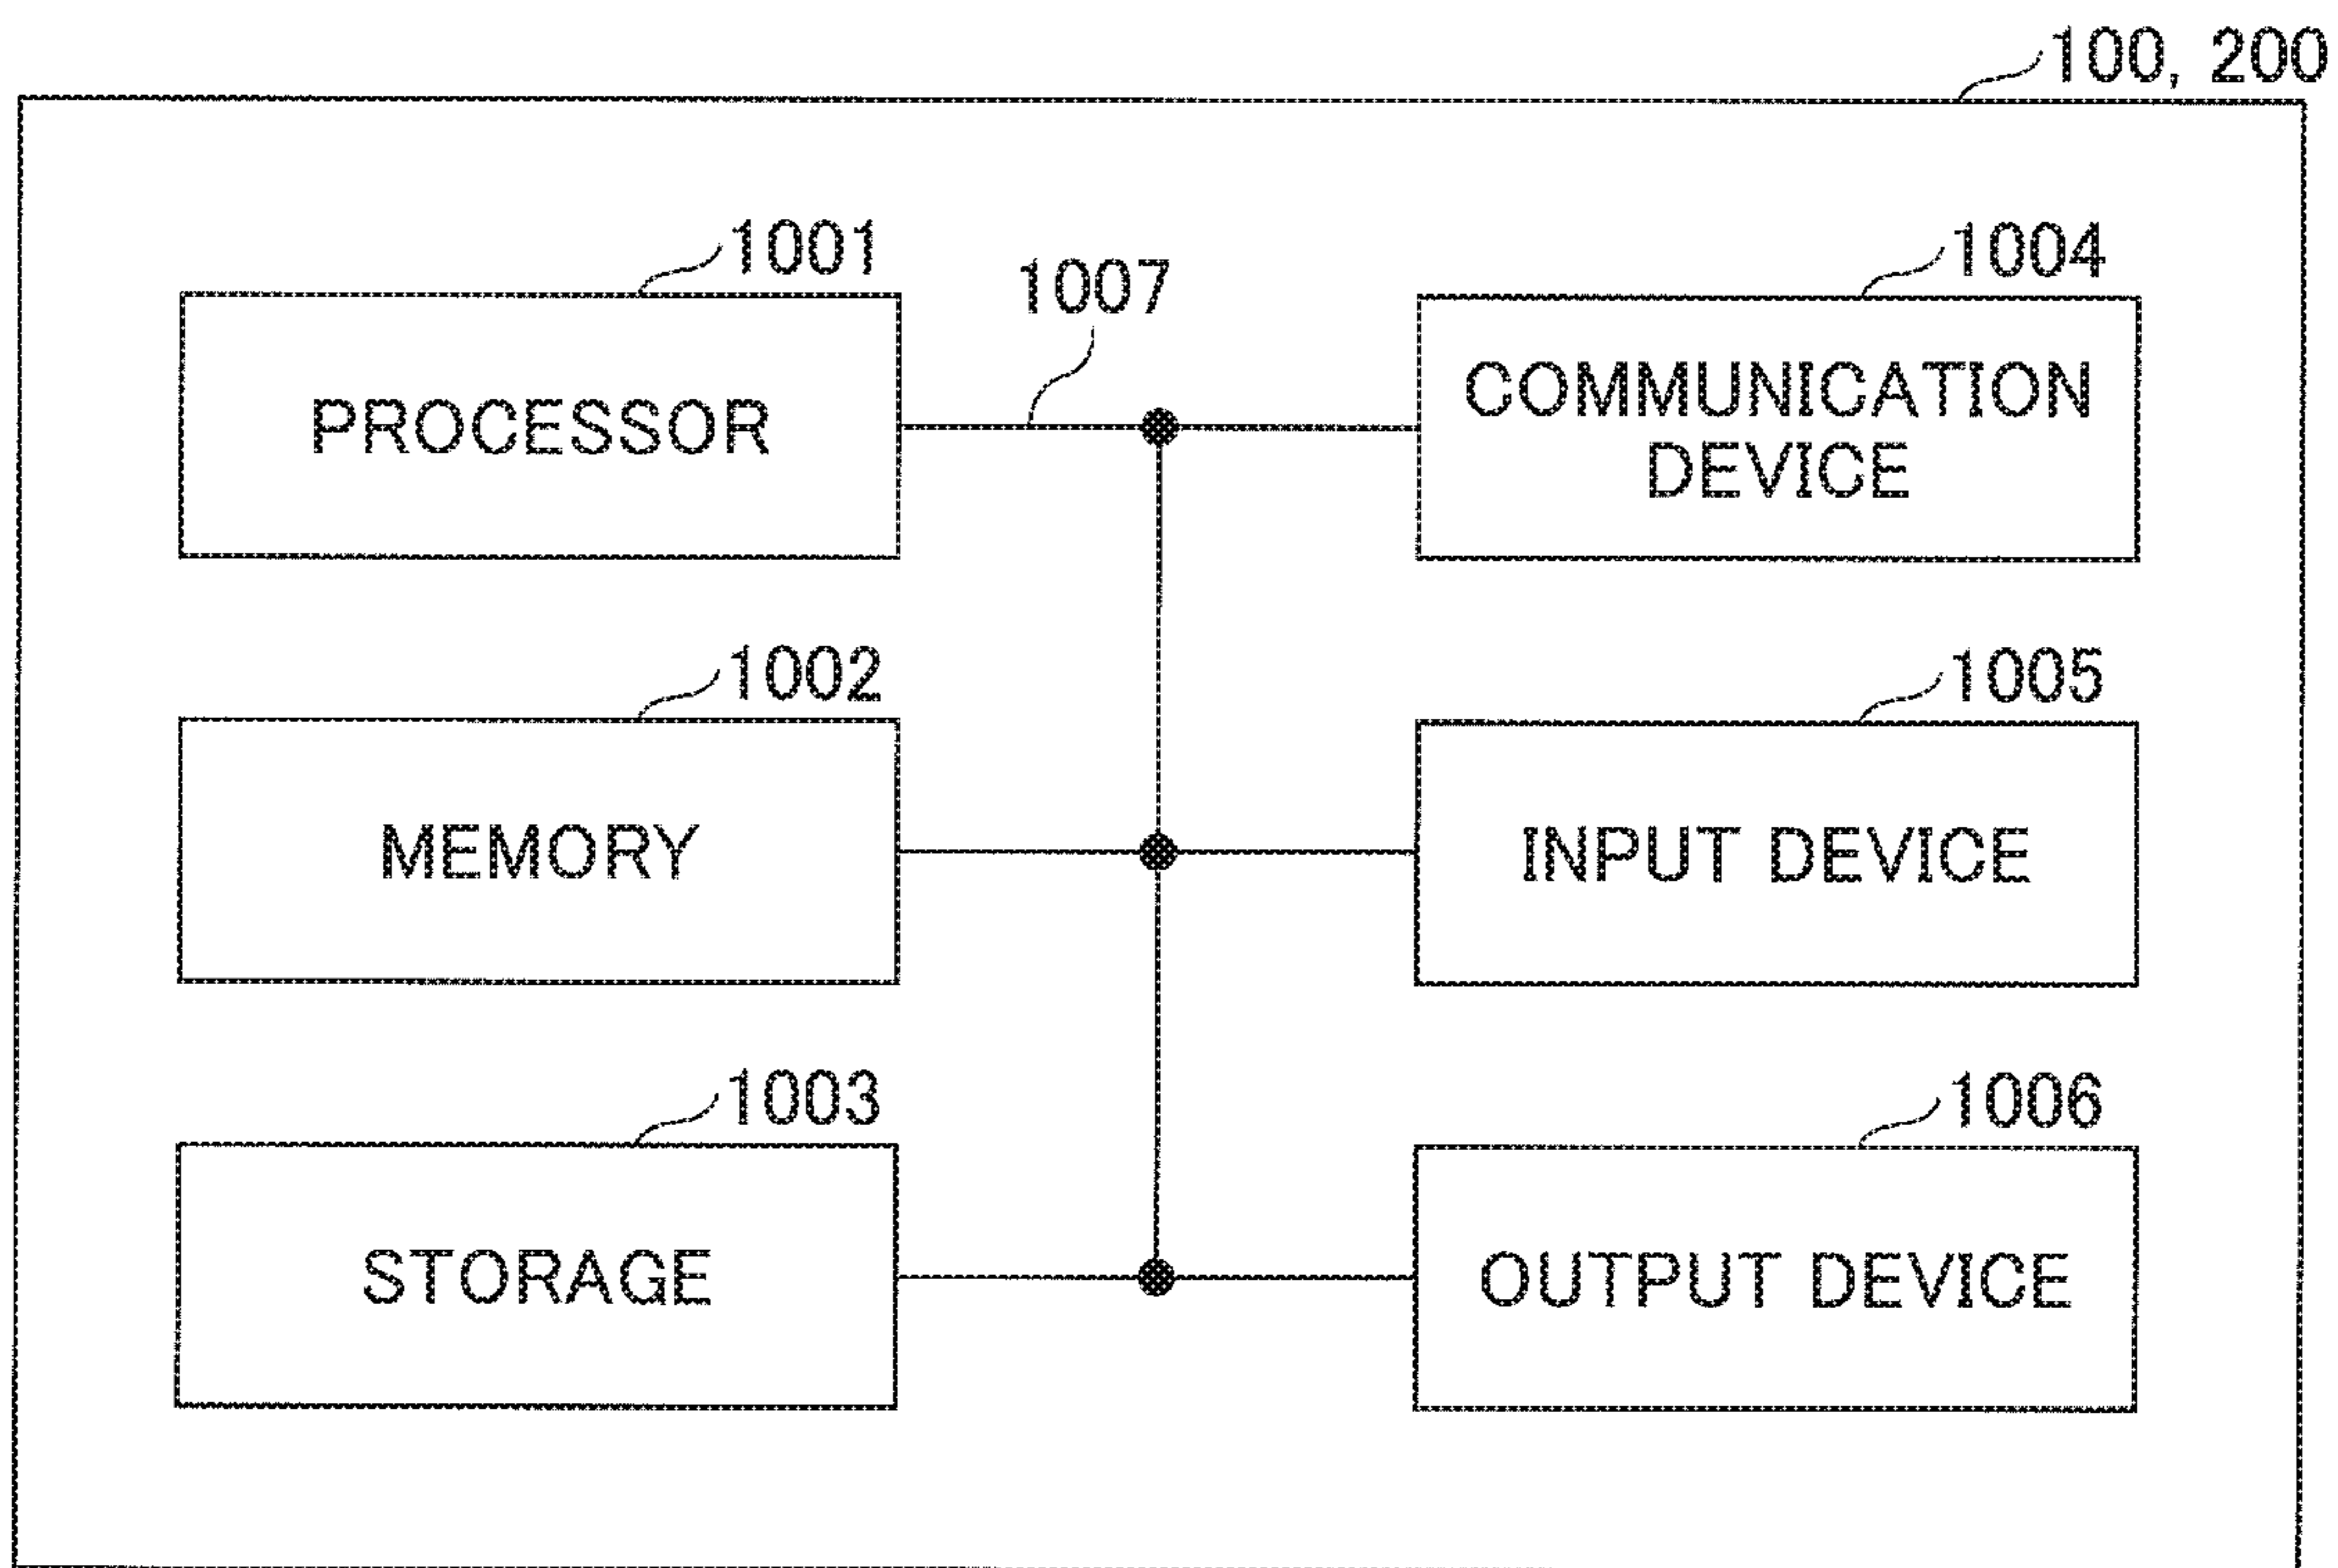 100, 200
1001
1007
1004
PROCESSOR
COMMUNICATION
DEVICE
1002
1005
MEMORY
INPUT DEVICE
1003
1006
STORAGE
OUTPUT DEVICE